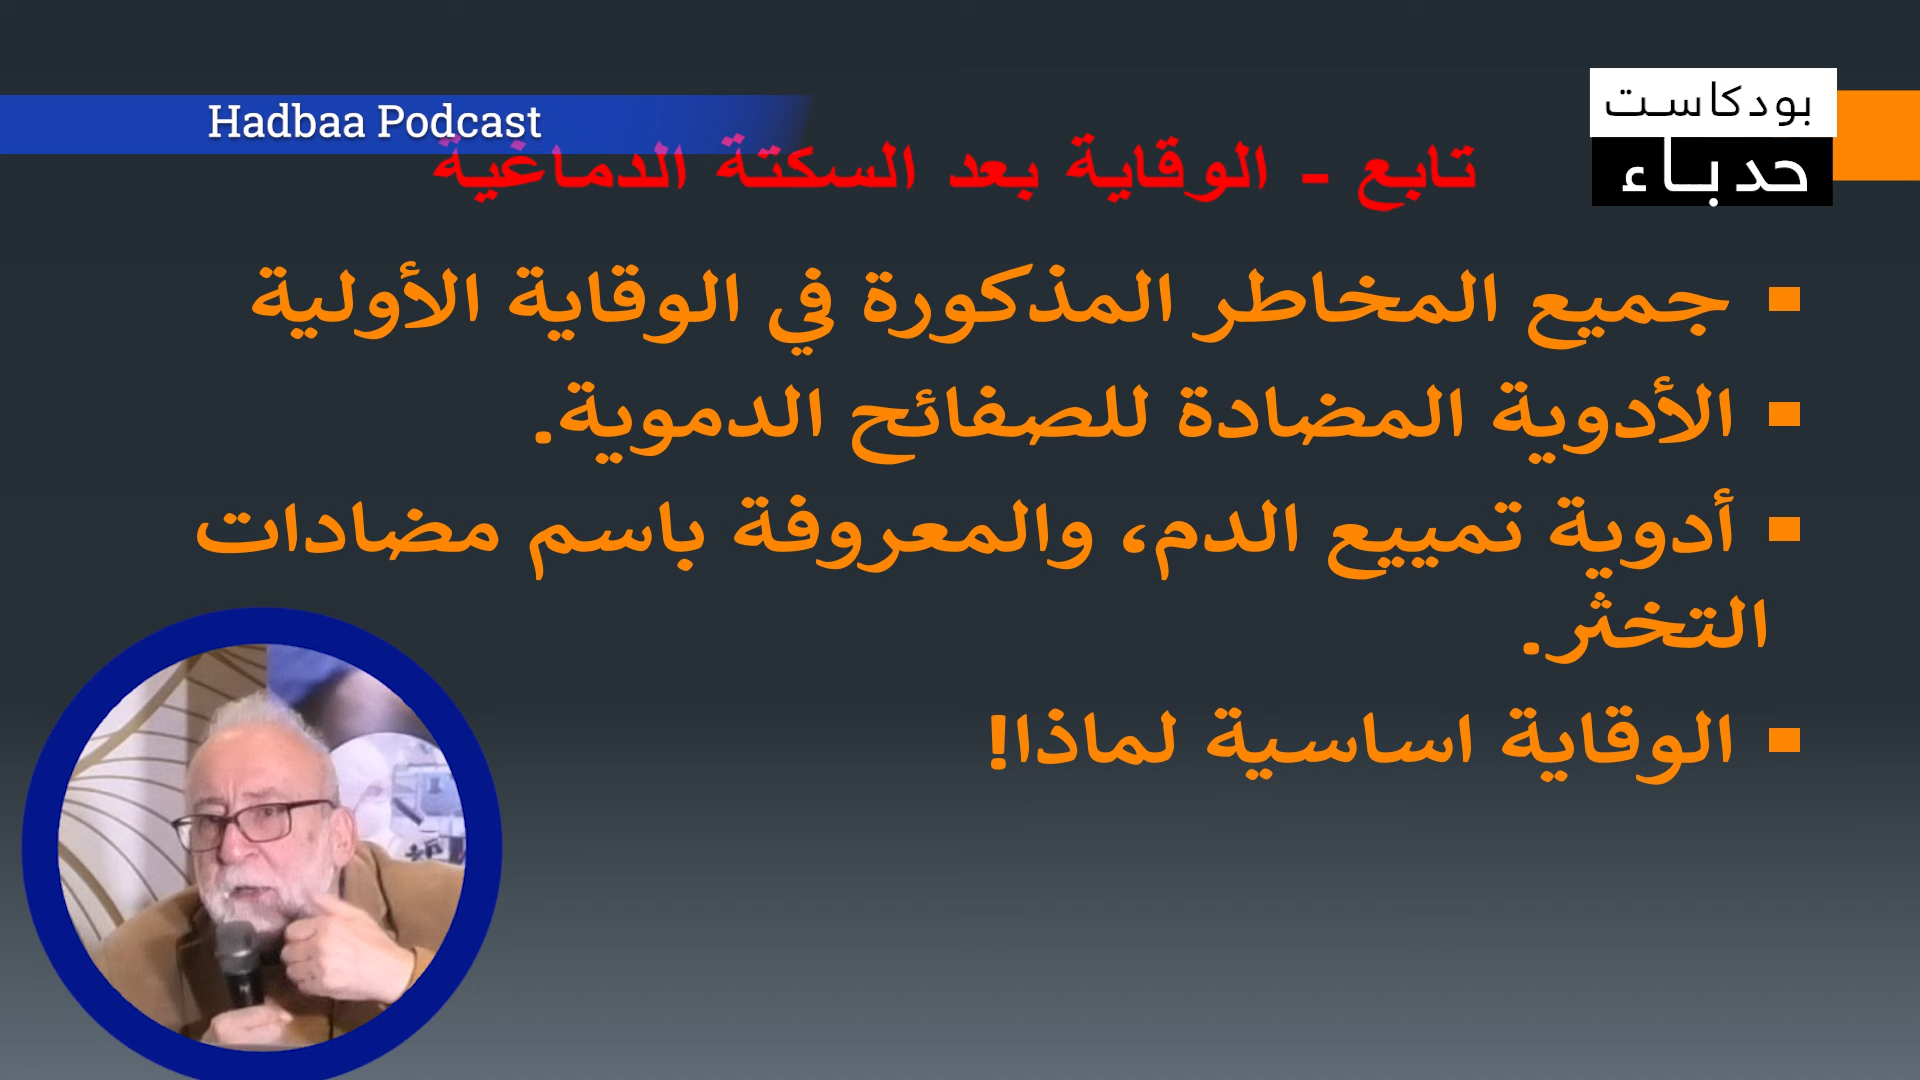 Hadbaa Podcast
بودكاست
حدباء
تابع - الوقاية بعد السكتة الدماغية
جميع المخاطر المذكورة في الوقاية الأولية
الأدوية المضادة للصفائح الدموية.
أدوية تمييع الدم، والمعروفة باسم مضادات
التخثر.
الوقاية اساسية لماذا!